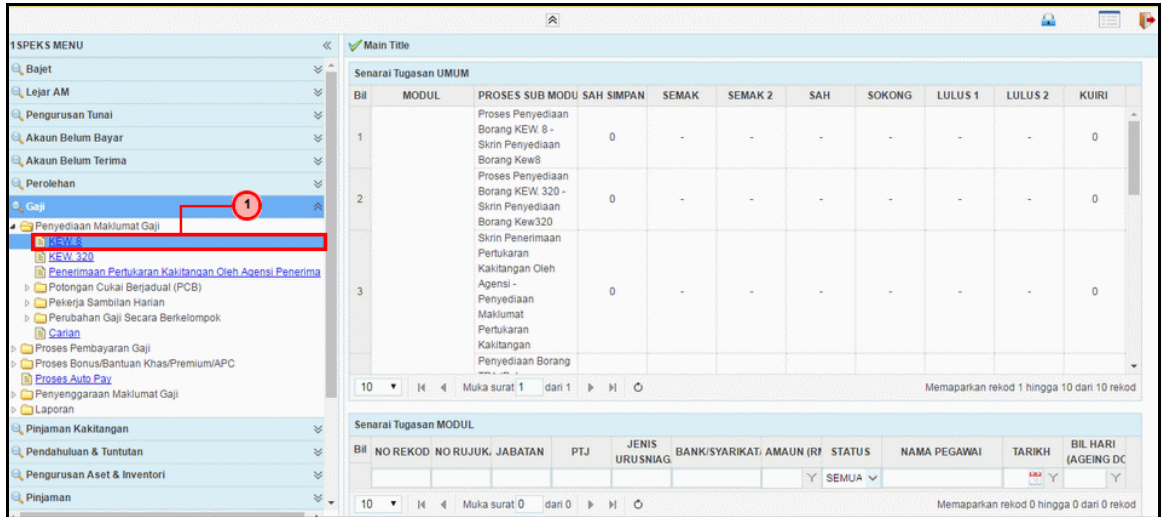 1SPEKS MENU
Main Title
Bajet
Lejar AM
Pengurusan Tunai
Akaun Belum Bayar
Akaun Belum Terima
Perolehan
Gaji
1
Penyediaan Maklumat Gaji
KEW. 8
KEW. 320
Penerimaan Pertukaran Kakitangan Oleh Agensi Penerima
Potongan Cukai Berjadual (PCB)
Pekerja Sambilan Harian
Perubahan Gaji Secara Berkelompok
Carian
Proses Pembayaran Gaji
Proses Bonus/Bantuan Khas/Premium/APC
Proses Auto Pay
Penyenggaraan Maklumat Gaji
Laporan
Pinjaman Kakitangan
Pendahuluan & Tuntutan
Pengurusan Aset & Inventori
Pinjaman
Senarai Tugasan UMUM
Bil MODUL PROSES SUB MODU SAH SIMPAN SEMAK SEMAK 2 SAH SOKONG LULUS 1 LULUS 2 KUIRI
Proses Penyediaan
Borang KEW. 8 -
1 0 - - - - - - 0
Skrin Penyediaan
Borang Kew8
Proses Penyediaan
Borang KEW. 320 -
2 0 - - - - - - 0
Skrin Penyediaan
Borang Kew320
Skrin Penerimaan
Pertukaran
Kakitangan Oleh
Agensi -
3 0 - - - - - - 0
Penyediaan
Maklumat
Pertukaran
Kakitangan
Penyediaan Borang
10 Muka surat 1 dari 1 Memaparkan rekod 1 hingga 10 dari 10 rekod
Senarai Tugasan MODUL
Bil NO REKOD NO RUJUK JABATAN PTJ JENIS URUSNIAG BANK/SYARIKAT AMAUN (RM STATUS NAMA PEGAWAI TARIKH BIL HARI (AGEING DO
SEMUA
10 Muka surat 0 dari 0 Memaparkan rekod 0 hingga 0 dari 0 rekod